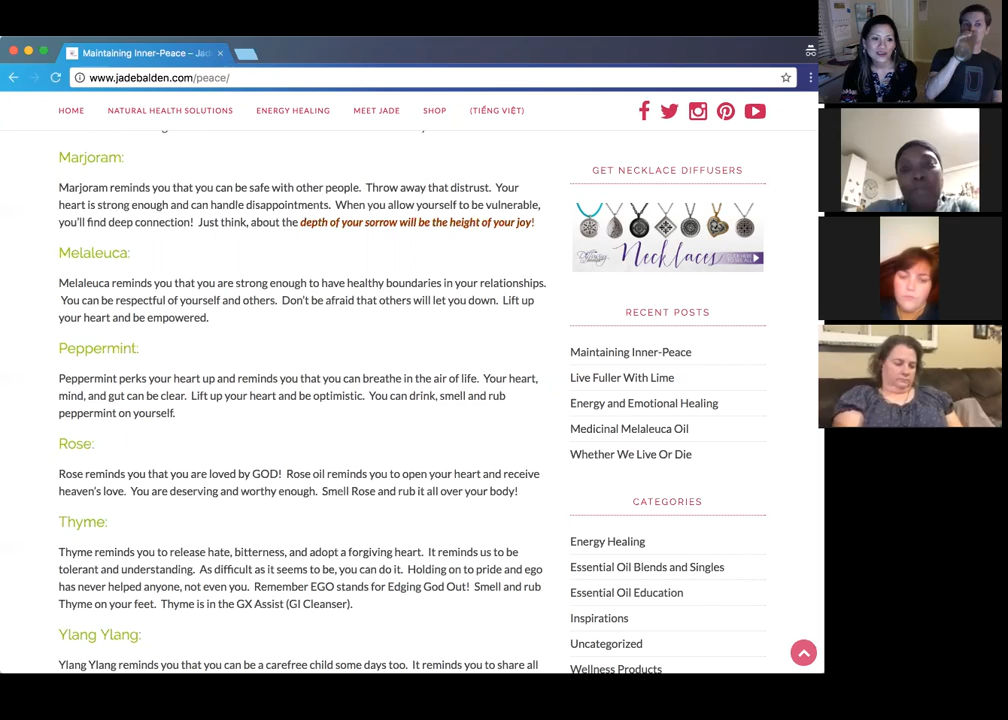 Maintaining Inner-Peace – Jad
www.jadebalden.com/peace/
HOME NATURAL HEALTH SOLUTIONS ENERGY HEALING MEET JADE SHOP (TIẾNG VIỆT)
Marjoram:
Marjoram reminds you that you can be safe with other people.  Throw away that distrust.  Your
heart is strong enough and can handle disappointments.  When you allow yourself to be vulnerable,
you'll find deep connection!  Just think, about the depth of your sorrow will be the height of your joy!
Melaleuca:
Melaleuca reminds you that you are strong enough to have healthy boundaries in your relationships.
You can be respectful of yourself and others.  Don't be afraid that others will let you down.  Lift up
your heart and be empowered.
Peppermint:
Peppermint perks your heart up and reminds you that you can breathe in the air of life.  Your heart,
mind, and gut can be clear.  Lift up your heart and be optimistic.  You can drink, smell and rub
peppermint on yourself.
Rose:
Rose reminds you that you are loved by GOD!  Rose oil reminds you to open your heart and receive
heaven's love.  You are deserving and worthy enough.  Smell Rose and rub it all over your body!
Thyme:
Thyme reminds you to release hate, bitterness, and adopt a forgiving heart.  It reminds us to be
tolerant and understanding.  As difficult as it seems to be, you can do it.  Holding on to pride and ego
has never helped anyone, not even you.  Remember EGO stands for Edging God Out!  Smell and rub
Thyme on your feet.  Thyme is in the GX Assist (GI Cleanser).
Ylang Ylang:
Ylang Ylang reminds you that you can be a carefree child some days too.  It reminds you to share all
GET NECKLACE DIFFUSERS
Necklaces
RECENT POSTS
Maintaining Inner-Peace
Live Fuller With Lime
Energy and Emotional Healing
Medicinal Melaleuca Oil
Whether We Live Or Die
CATEGORIES
Energy Healing
Essential Oil Blends and Singles
Essential Oil Education
Inspirations
Uncategorized
Wellness Products